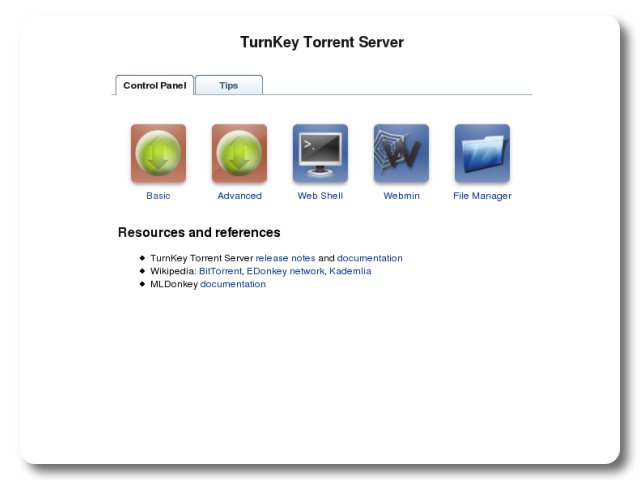 TurnKey Torrent Server
Control Panel Tips
>_
Basic Advanced Web Shell Webmin File Manager
Resources and references
TurnKey Torrent Server release notes and documentation
Wikipedia: BitTorrent, EDonkey network, Kademlia
MLDonkey documentation